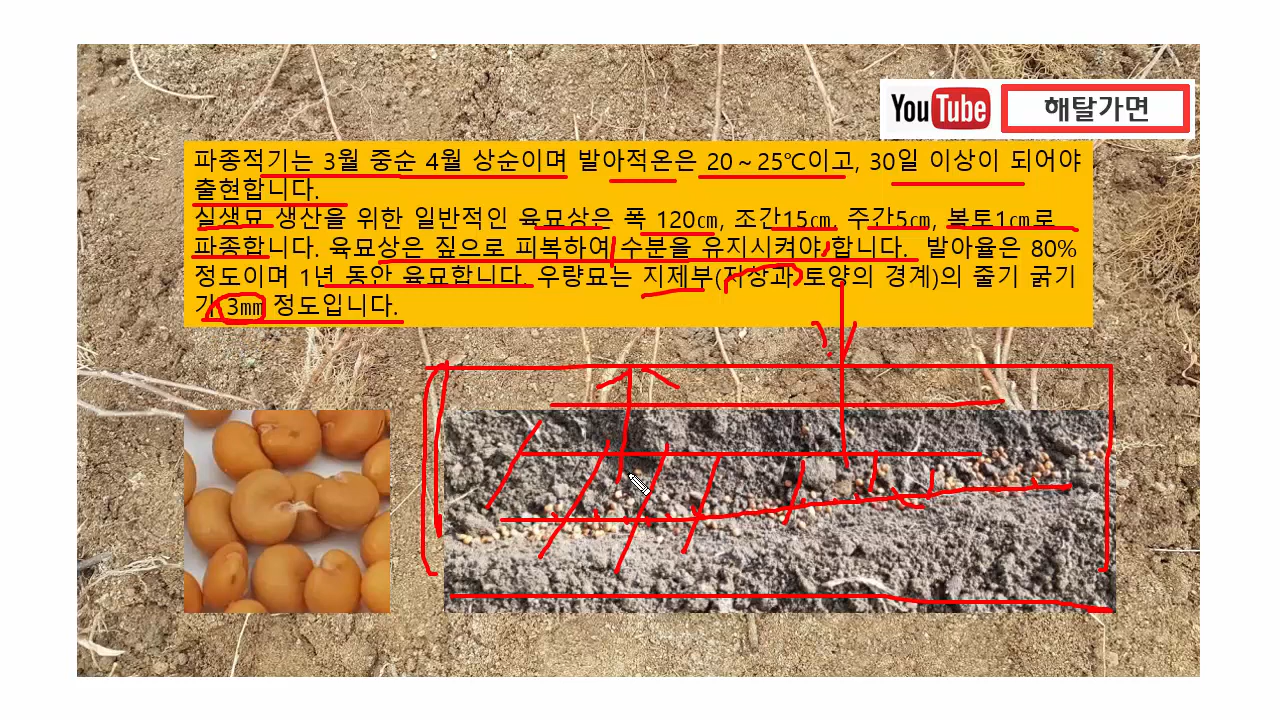 YouTube 해탈가면
파종적기는 3월 중순 4월 상순이며 발아적온은 20~25℃이고, 30일 이상이 되어야
출현합니다.
실생묘 생산을 위한 일반적인 육묘상은 폭 120㎝, 조간15㎝, 주간5㎝, 복토1㎝로
파종합니다. 육묘상은 짚으로 피복하여 수분을 유지시켜야 합니다. 발아율은 80%
정도이며 1년 동안 육묘합니다. 우량묘는 지제부(지상과 토양의 경계)의 줄기 굵기
가 3㎜ 정도입니다.